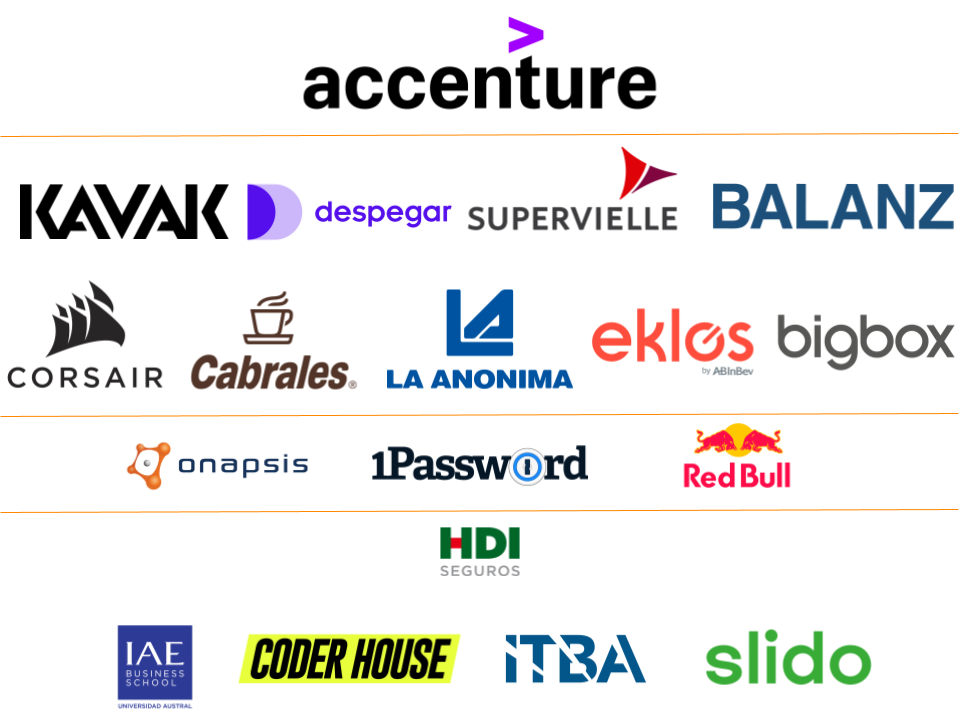 accenture
KAVAK
despegar
SUPERVIELLE
BALANZ
CORSAIR
Cabrales®
LA ANONIMA
eklos
by ABInBev
bigbox
onapsis
1Password
Red Bull
HDI
SEGUROS
IAE
BUSINESS
SCHOOL
UNIVERSIDAD AUSTRAL
CODER HOUSE
ITBA
slido